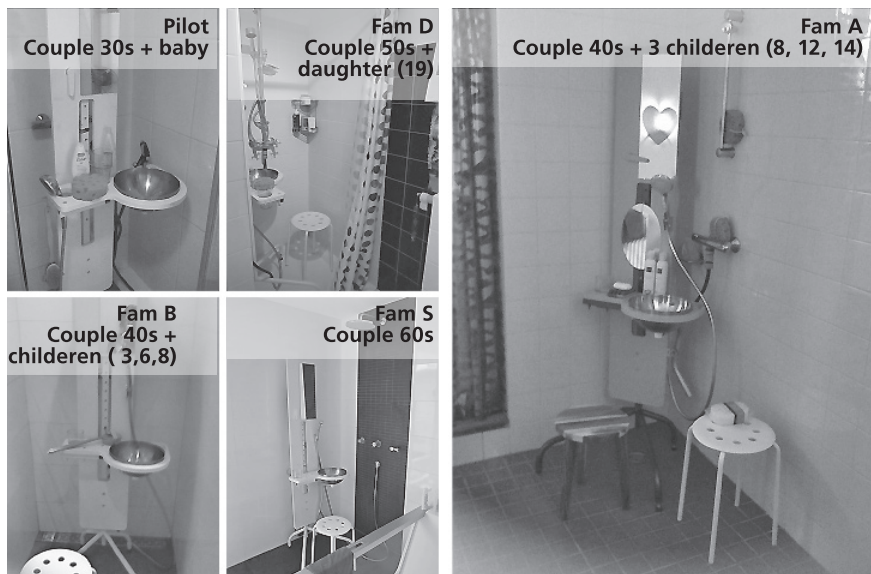 Pilot
Couple 30s + baby
Fam D
Couple 50s +
daughter (19)
Fam A
Couple 40s + 3 childeren (8, 12, 14)
Fam B
Couple 40s +
childeren ( 3,6,8)
Fam S
Couple 60s